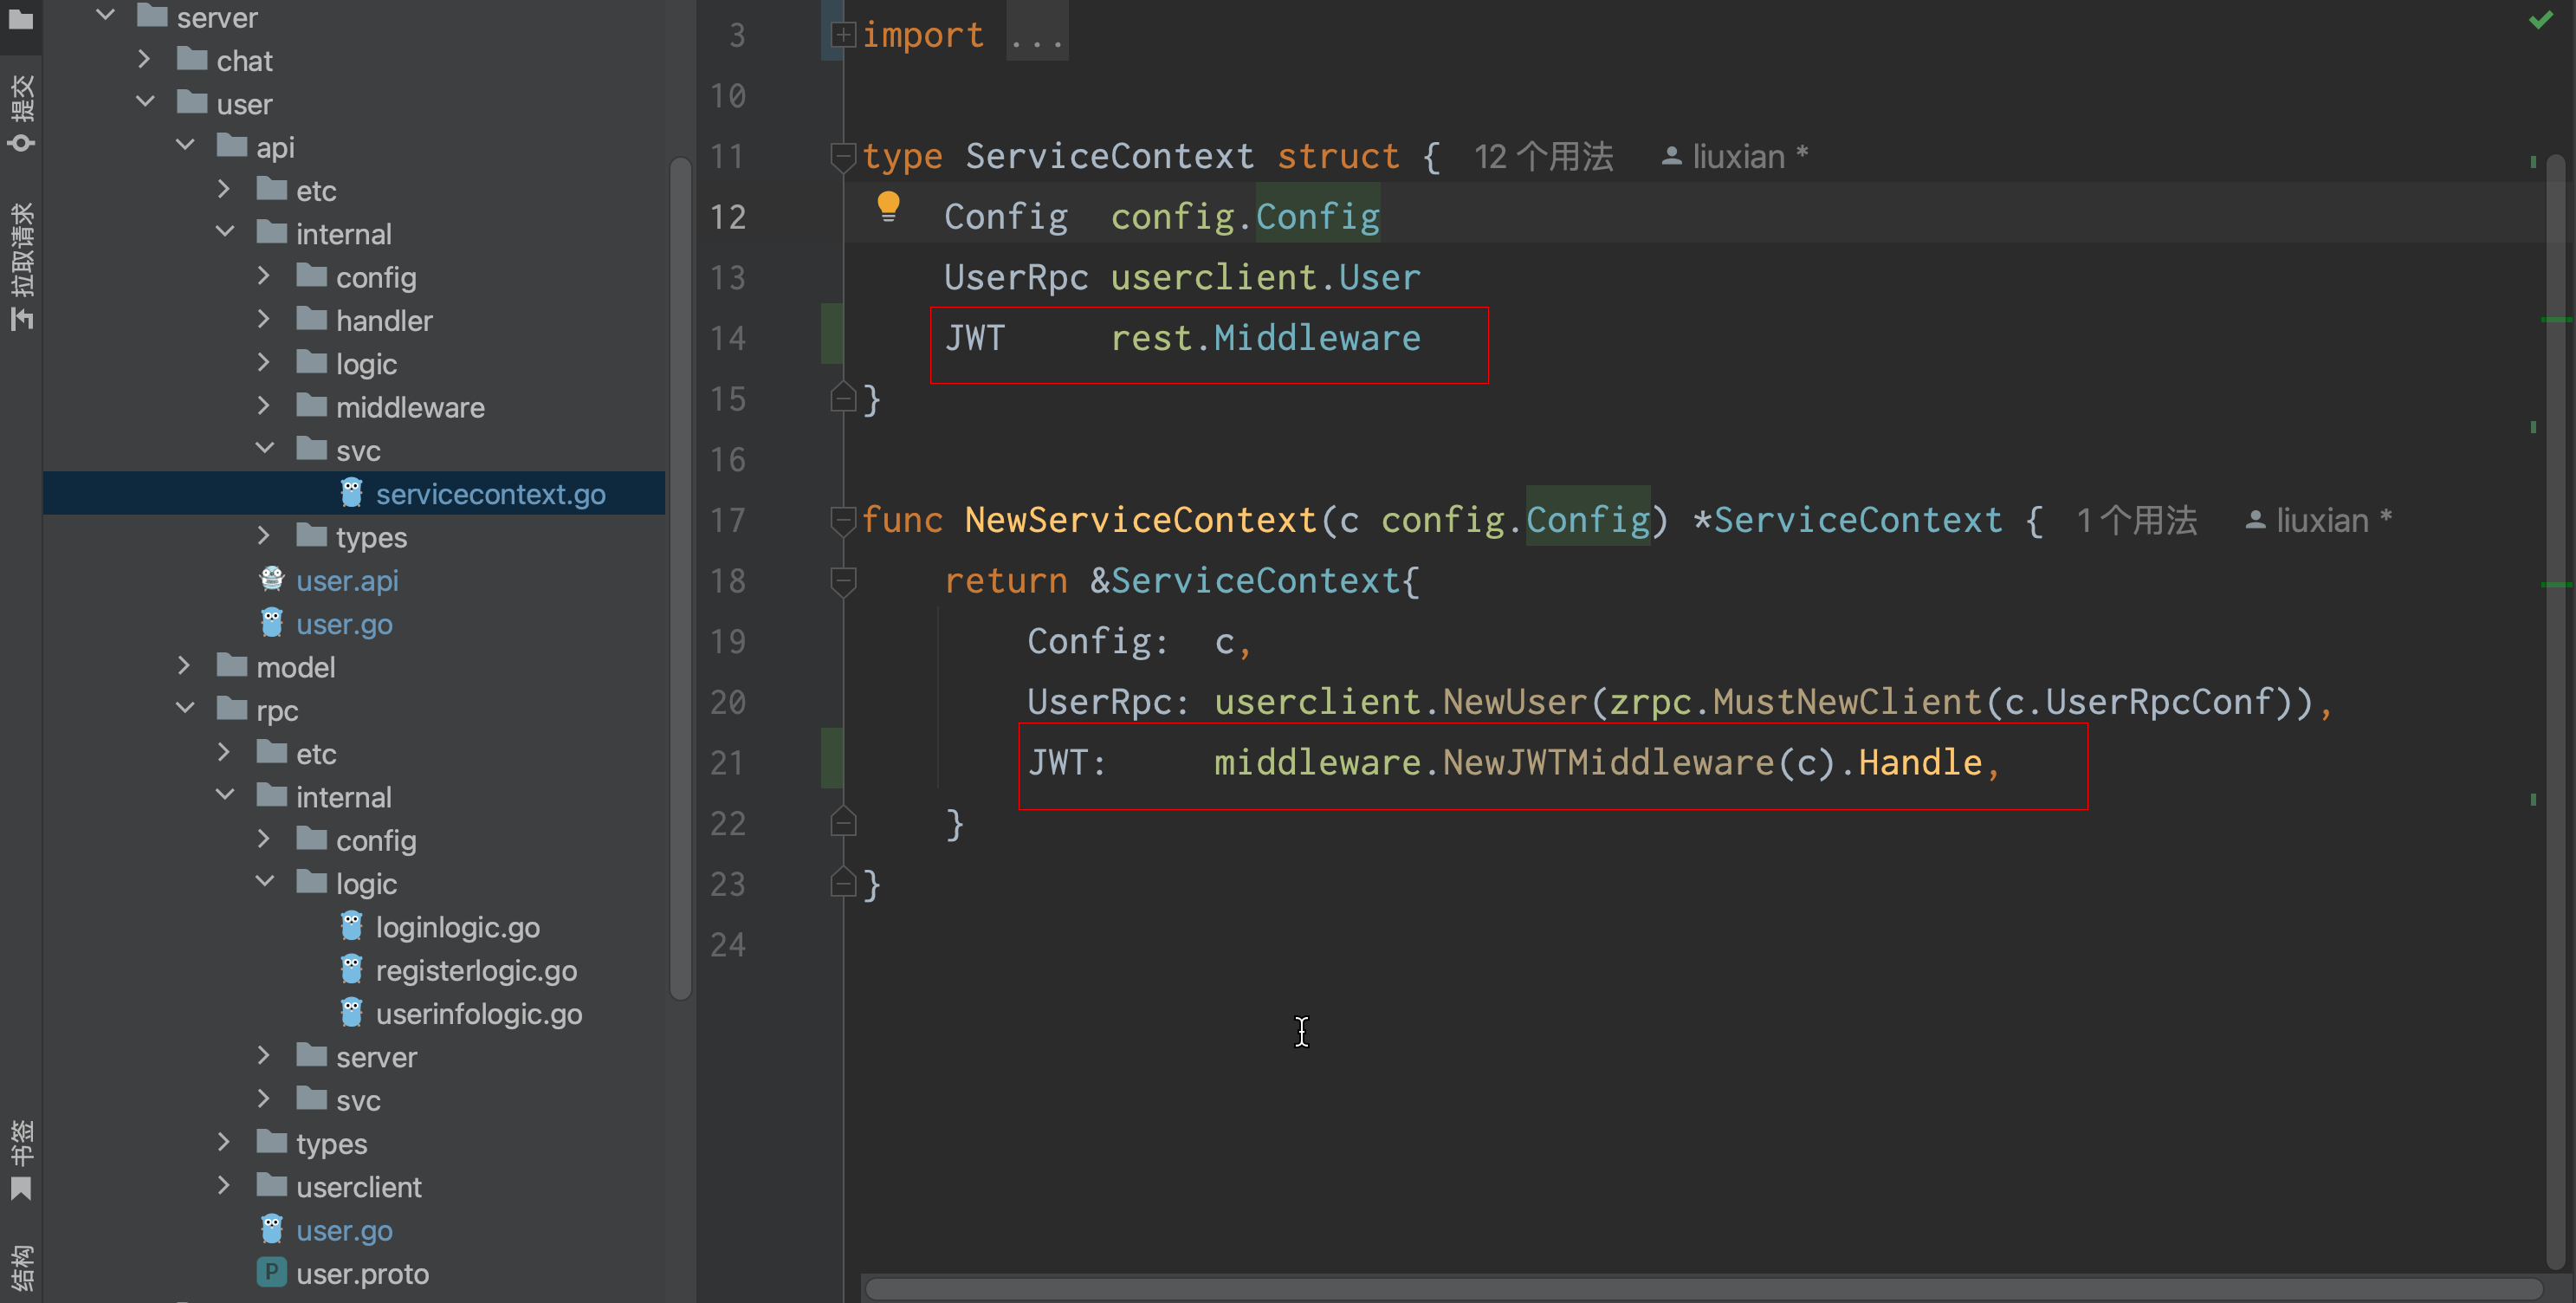 提交
拉取请求
书签
结构
server
chat
user
api
etc
internal
config
handler
logic
middleware
svc
servicecontext.go
types
user.api
user.go
model
rpc
etc
internal
config
logic
loginlogic.go
registerlogic.go
userinfologic.go
server
svc
types
userclient
user.go
P user.proto
3 import ...
10
11 type ServiceContext struct { 12 个用法 liuxian *
12 Config config.Config
13 UserRpc userclient.User
14 JWT rest.Middleware
15 }
16
17 func NewServiceContext(c config.Config) *ServiceContext { 1 个用法 liuxian *
18 return &ServiceContext{
19 Config: c,
20 UserRpc: userclient.NewUser(zrpc.MustNewClient(c.UserRpcConf)),
21 JWT: middleware.NewJWTMiddleware(c).Handle,
22 }
23 }
24